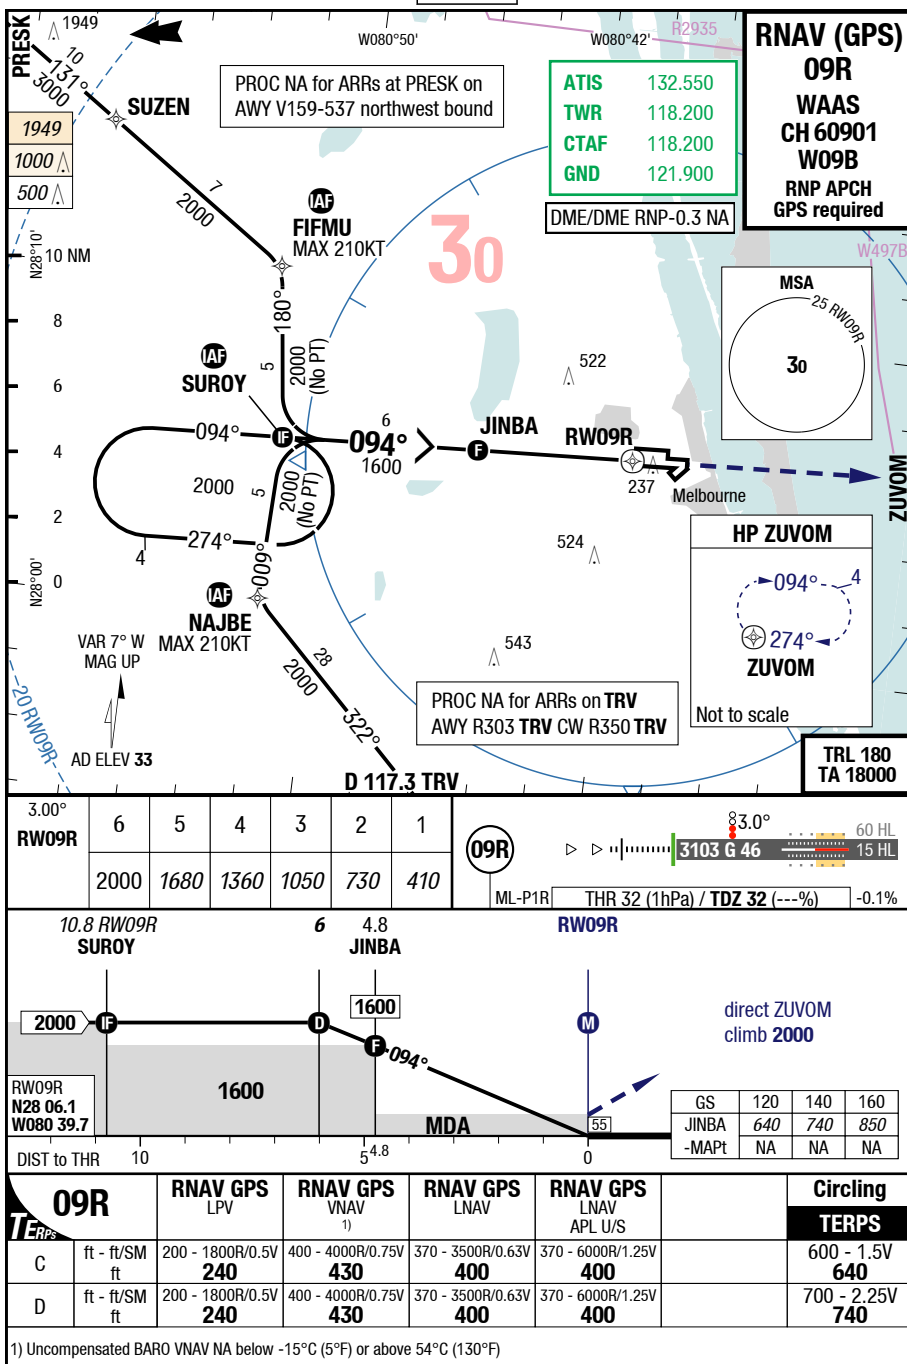 PRESK
1949
10
131°
3000
SUZEN
1949
1000
500
PROC NA for ARRs at PRESK on
AWY V159-537 northwest bound
W080°50'
W080°42'
R2935
ATIS 132.550
TWR 118.200
CTAF 118.200
GND 121.900
DME/DME RNP-0.3 NA
RNAV (GPS)
09R
WAAS
CH 60901
W09B
RNP APCH
GPS required
W497B
7
2000
IAF
FIFMU
MAX 210KT
30
N28°10'
10 NM
8
6
4
2
0
N28°00'
180°
5
2000
(No PT)
IAF
SUROY
094°
IF
6
094°
1600
JINBA
F
RW09R
522
237
Melbourne
524
543
MSA
25 RW09R
30
ZUVOM
2000
5
2000
(No PT)
274°
4
009°
IAF
NAJBE
MAX 210KT
28
2000
322°
D 117.3 TRV
VAR 7° W
MAG UP
AD ELEV 33
20 RW09R
PROC NA for ARRs on TRV
AWY R303 TRV CW R350 TRV
HP ZUVOM
094°
4
274°
ZUVOM
Not to scale
TRL 180
TA 18000
3.00°
RW09R
6 5 4 3 2 1
2000 1680 1360 1050 730 410
09R
3.0°
3103 G 46
60 HL
15 HL
ML-P1R
THR 32 (1hPa) / TDZ 32 (---%)
-0.1%
10.8 RW09R
SUROY
6
4.8
JINBA
RW09R
2000
IF
D
1600
F
094°
M
direct ZUVOM
climb 2000
1600
RW09R
N28 06.1
W080 39.7
MDA
55
DIST to THR 10 5 4.8 0
GS 120 140 160
JINBA 640 740 850
-MAPt NA NA NA
TERPS
09R
RNAV GPS
LPV
RNAV GPS
VNAV
1)
RNAV GPS
LNAV
RNAV GPS
LNAV
APL U/S
Circling
TERPS
C ft - ft/SM 200 - 1800R/0.5V 400 - 4000R/0.75V 370 - 3500R/0.63V 370 - 6000R/1.25V 600 - 1.5V
ft 240 430 400 400 640
D ft - ft/SM 200 - 1800R/0.5V 400 - 4000R/0.75V 370 - 3500R/0.63V 370 - 6000R/1.25V 700 - 2.25V
ft 240 430 400 400 740
1) Uncompensated BARO VNAV NA below -15°C (5°F) or above 54°C (130°F)